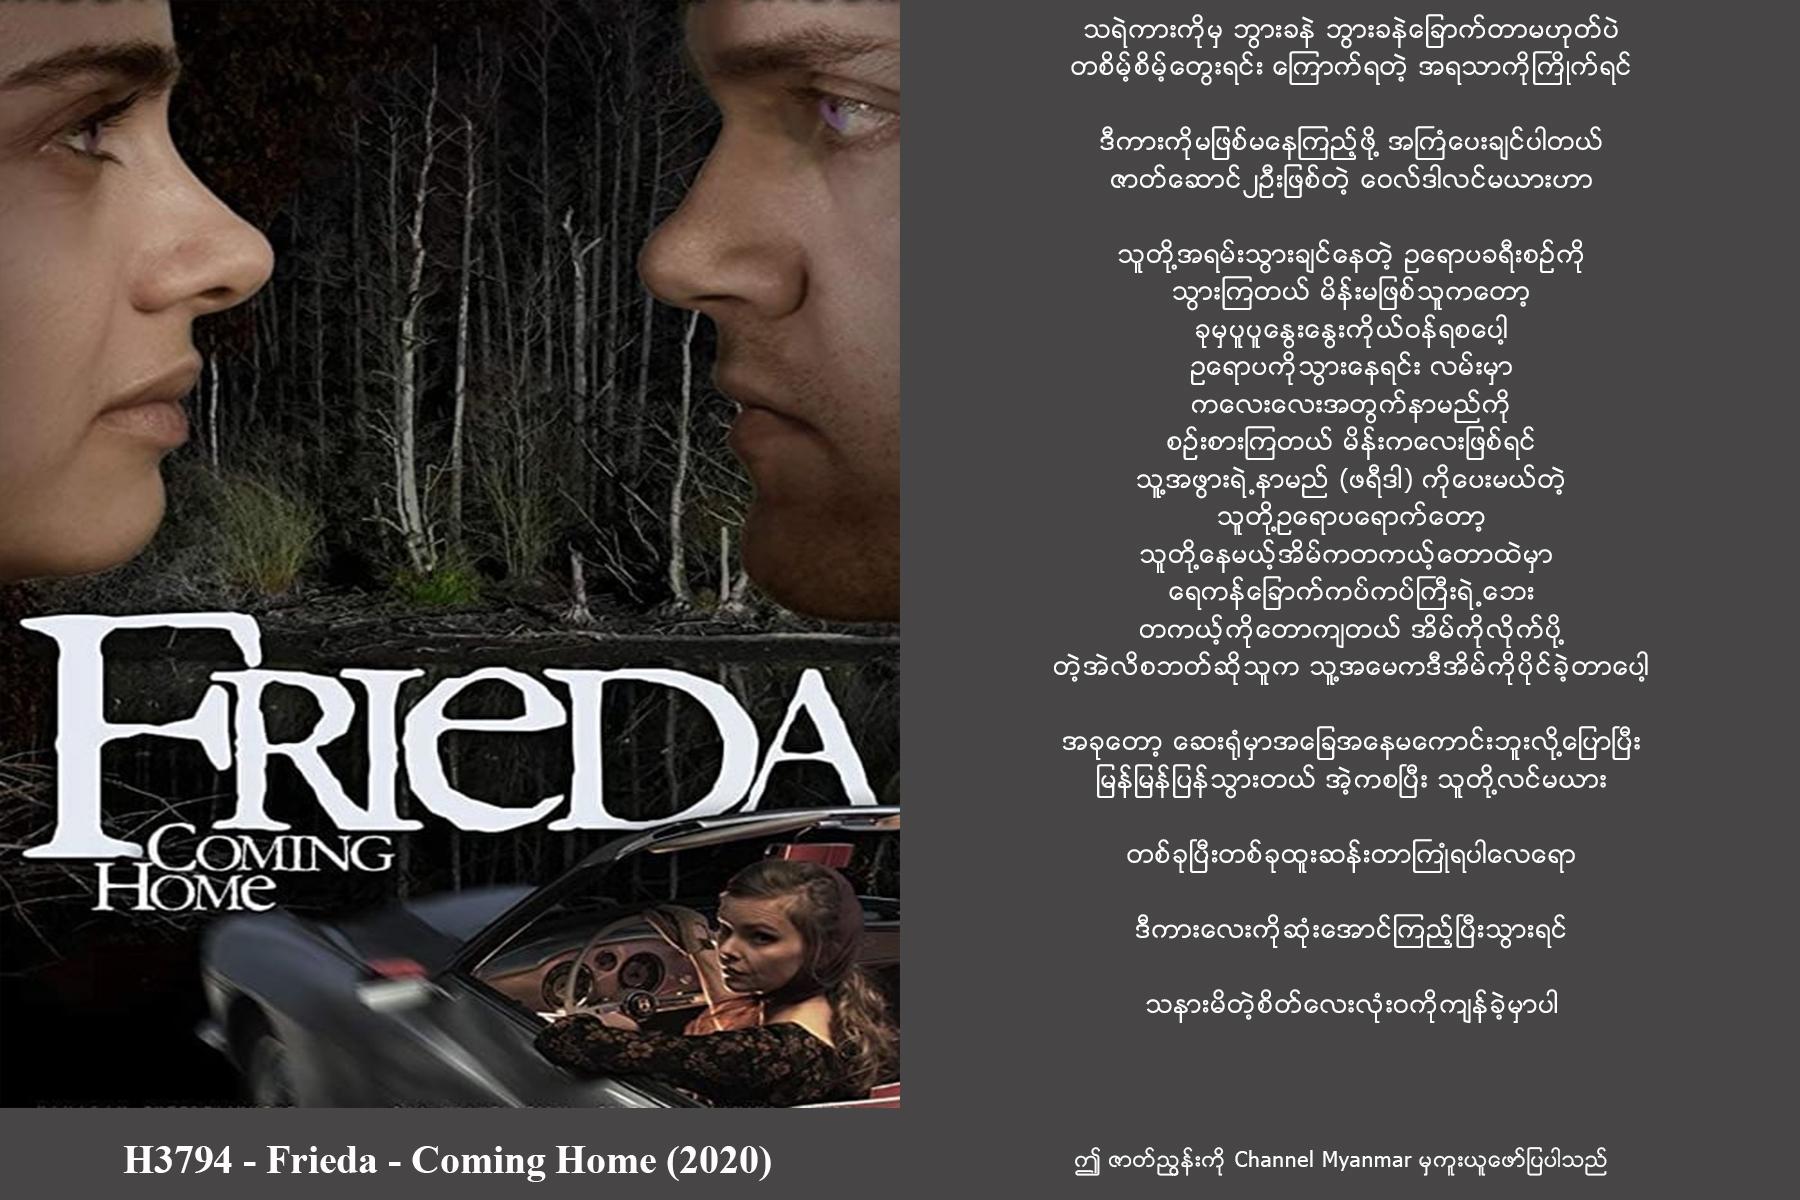 FRIEDA
COMING
HOME
H3794 - Frieda - Coming Home (2020)
သရဲကားကိုမှ ဘွားခနဲ ဘွားခနဲခြောက်တာမဟုတ်ပဲ
တစိမ့်စိမ့်တွေးရင်း ကြောက်ရတဲ့ အရသာကိုကြိုက်ရင်
ဒီကားကိုမဖြစ်မနေကြည့်ဖို့ အကြံပေးချင်ပါတယ်
ဇာတ်ဆောင်၂ဦးဖြစ်တဲ့ ဝေလ်ဒါလင်မယားဟာ
သူတို့အရမ်းသွားချင်နေတဲ့ ဥရောပခရီးစဉ်ကို
သွားကြတယ် မိန်းမဖြစ်သူကတော့
ခုမှပူပူနွေးနွေးကိုယ်ဝန်ရစပေါ့
ဥရောပကိုသွားနေရင်း လမ်းမှာ
ကလေးလေးအတွက်နာမည်ကို
စဉ်းစားကြတယ် မိန်းကလေးဖြစ်ရင်
သူ့အဖွားရဲ့နာမည် (ဖရီဒါ) ကိုပေးမယ်တဲ့
သူတို့ဥရောပရောက်တော့
သူတို့နေမယ့်အိမ်ကတကယ့်တောထဲမှာ
ရေကန်ခြောက်ကပ်ကပ်ကြီးရဲ့ဘေး
တကယ့်ကိုတောကျတယ် အိမ်ကိုလိုက်ပို့
တဲ့အဲလိစဘတ်ဆိုသူက သူ့အမေကဒီအိမ်ကိုပိုင်ခဲ့တာပေါ့
အခုတော့ ဆေးရုံမှာအခြေအနေမကောင်းဘူးလို့ပြောပြီး
မြန်မြန်ပြန်သွားတယ် အဲ့ကစပြီး သူတို့လင်မယား
တစ်ခုပြီးတစ်ခုထူးဆန်းတာကြုံရပါလေရော
ဒီကားလေးကိုဆုံးအောင်ကြည့်ပြီးသွားရင်
သနားမိတဲ့စိတ်လေးလုံးဝကိုကျန်ခဲ့မှာပါ
ဤ ဇာတ်ညွှန်းကို Channel Myanmar မှကူးယူဖော်ပြပါသည်